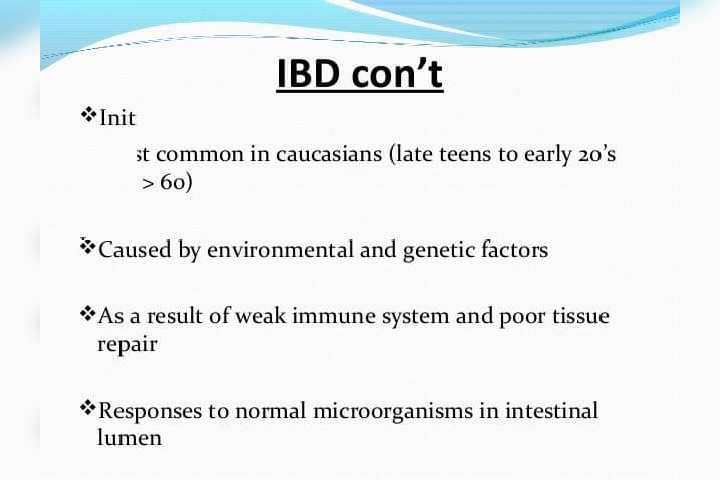 IBD con't
❖Init
st common in caucasians (late teens to early 20's
> 60)
❖Caused by environmental and genetic factors
❖As a result of weak immune system and poor tissue
repair
❖Responses to normal microorganisms in intestinal
lumen